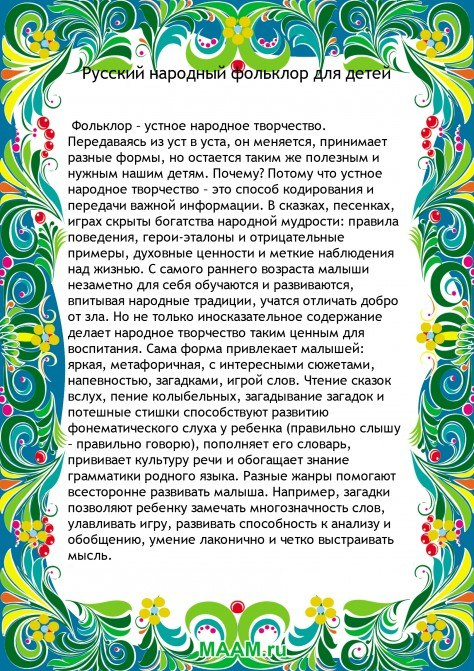 Русский народный фольклор для детей
Фольклор – устное народное творчество.
Передаваясь из уст в уста, он меняется, принимает
разные формы, но остается таким же полезным и
нужным нашим детям. Почему? Потому что устное
народное творчество – это способ кодирования и
передачи важной информации. В сказках, песенках,
играх скрыты богатства народной мудрости: правила
поведения, герои-эталоны и отрицательные
примеры, духовные ценности и меткие наблюдения
над жизнью. С самого раннего возраста малыши
незаметно для себя обучаются и развиваются,
впитывая народные традиции, учатся отличать добро
от зла. Но не только иносказательное содержание
делает народное творчество таким ценным для
воспитания. Сама форма привлекает малышей:
яркая, метафоричная, с интересными сюжетами,
напевностью, загадками, игрой слов. Чтение сказок
вслух, пение колыбельных, загадывание загадок и
потешные стишки способствуют развитию
фонематического слуха у ребенка (правильно слышу
– правильно говорю), пополняет его словарь,
прививает культуру речи и обогащает знание
грамматики родного языка. Разные жанры помогают
всесторонне развивать малыша. Например, загадки
позволяют ребенку замечать многозначность слов,
улавливать игру, развивать способность к анализу и
обобщению, умение лаконично и четко выстраивать
мысль.
MAAM.ru